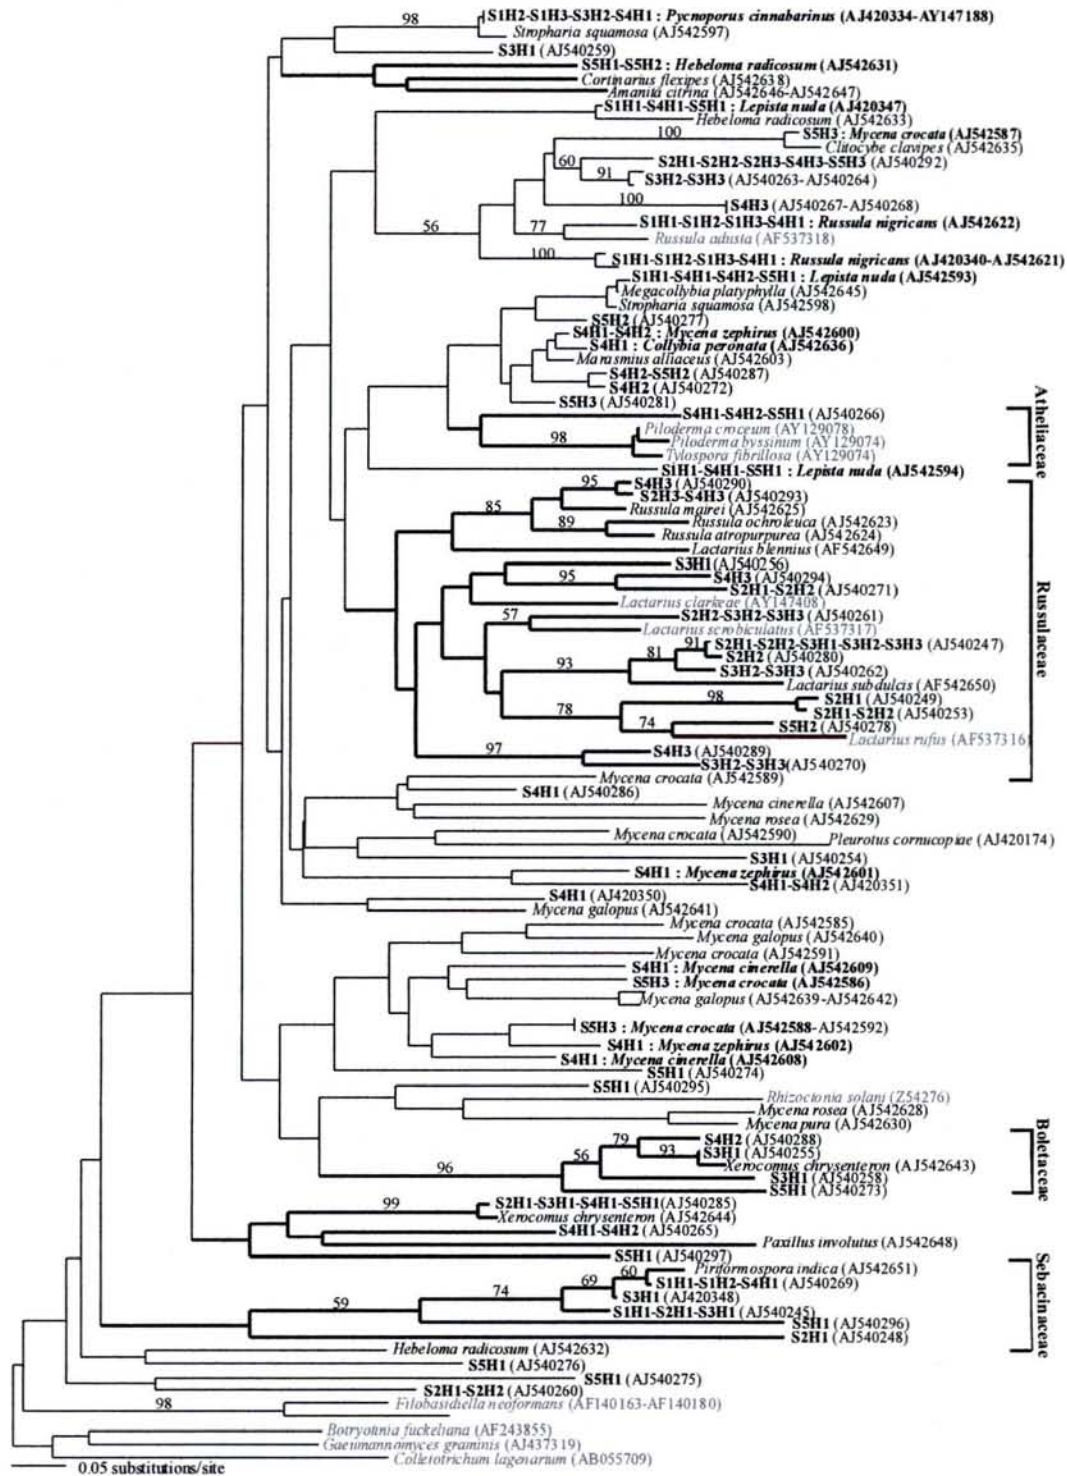 98
S1H2-S1H3-S3H2-S4H1 : Pycnoporus cinnabarinus (AJ420334-AY147188)
Stropharia squamosa (AJ542597)
S3H1 (AJ540259)
S5H1-S5H2 : Hebeloma radicosum (AJ542631)
Cortinarius flexipes (AJ542638)
Amanita citrina (AJ542646-AJ542647)
S1H1-S4H1-S5H1 : Lepista nuda (AJ420347)
Hebeloma radicosum (AJ542633)
100
S5H3 : Mycena crocata (AJ542587)
Clitocybe clavipes (AJ542635)
60
S2H1-S2H2-S2H3-S4H3-S5H3 (AJ540292)
91
S3H2-S3H3 (AJ540263-AJ540264)
100
S4H3 (AJ540267-AJ540268)
56
77
S1H1-S1H2-S1H3-S4H1 : Russula nigricans (AJ542622)
Russula adusta (AF537318)
100
S1H1-S1H2-S1H3-S4H1 : Russula nigricans (AJ420340-AJ542621)
S1H1-S4H1-S4H2-S5H1 : Lepista nuda (AJ542593)
Megacollybia platyphylla (AJ542645)
Stropharia squamosa (AJ542598)
S5H2 (AJ540277)
S4H1-S4H2 : Mycena zephirus (AJ542600)
S4H1 : Collybia peronata (AJ542636)
Marasmius alliaceus (AJ542603)
S4H2-S5H2 (AJ540287)
S4H2 (AJ540272)
S5H3 (AJ540281)
Atheliaceae
S4H1-S4H2-S5H1 (AJ540266)
Piloderma croceum (AY129078)
98
Piloderma byssinum (AY129074)
Tylospora fibrillosa (AY129074)
S1H1-S4H1-S5H1 : Lepista nuda (AJ542594)
Russulaceae
95
S4H3 (AJ540290)
S2H3-S4H3 (AJ540293)
85
Russula mairei (AJ542625)
89
Russula ochroleuca (AJ542623)
Russula atropurpurea (AJ542624)
Lactarius blennius (AF542649)
S3H1 (AJ540256)
95
S4H3 (AJ540294)
S2H1-S2H2 (AJ540271)
Lactarius clarkeae (AY147408)
57
S2H2-S3H2-S3H3 (AJ540261)
Lactarius scrobiculatus (AF537317)
91
S2H1-S2H2-S3H1-S3H2-S3H3 (AJ540247)
81
S2H2 (AJ540280)
93
S3H2-S3H3 (AJ540262)
Lactarius subdulcis (AF542650)
98
S2H1 (AJ540249)
78
S2H1-S2H2 (AJ540253)
74
S5H2 (AJ540278)
Lactarius rufus (AF537316)
97
S4H3 (AJ540289)
S3H2-S3H3(AJ540270)
Mycena crocata (AJ542589)
S4H1 (AJ540286)
Mycena cinerella (AJ542607)
Mycena rosea (AJ542629)
Mycena crocata (AJ542590)
Pleurotus cornucopiae (AJ420174)
S3H1 (AJ540254)
S4H1 : Mycena zephirus (AJ542601)
S4H1-S4H2 (AJ420351)
S4H1 (AJ420350)
Mycena galopus (AJ542641)
Mycena crocata (AJ542585)
Mycena galopus (AJ542640)
Mycena crocata (AJ542591)
S4H1 : Mycena cinerella (AJ542609)
S5H3 : Mycena crocata (AJ542586)
Mycena galopus (AJ542639-AJ542642)
S5H3 : Mycena crocata (AJ542588-AJ542592)
S4H1 : Mycena zephirus (AJ542602)
S4H1 : Mycena cinerella (AJ542608)
S5H1 (AJ540274)
S5H1 (AJ540295)
Rhizoctonia solani (Z54276)
Mycena rosea (AJ542628)
Mycena pura (AJ542630)
Boletaceae
79
S4H2 (AJ540288)
56
93
S3H1 (AJ540255)
Xerocomus chrysenteron (AJ542643)
96
S3H1 (AJ540258)
S5H1 (AJ540273)
99
S2H1-S3H1-S4H1-S5H1(AJ540285)
Xerocomus chrysenteron (AJ542644)
S4H1-S4H2 (AJ540265)
Paxillus involutus (AJ542648)
S5H1 (AJ540297)
Sebacinaceae
60
Piriformospora indica (AJ542651)
69
S1H1-S1H2-S4H1 (AJ540269)
74
S3H1 (AJ420348)
59
S1H1-S2H1-S3H1 (AJ540245)
S5H1 (AJ540296)
S2H1 (AJ540248)
Hebeloma radicosum (AJ542632)
S5H1 (AJ540276)
S5H1 (AJ540275)
S2H1-S2H2 (AJ540260)
98
Filobasidiella neoformans (AF140163-AF140180)
Botryotinia fuckeliana (AF243855)
Gaeumannomyces graminis (AJ437319)
Colletotrichum lagenarium (AB055709)
0.05 substitutions/site